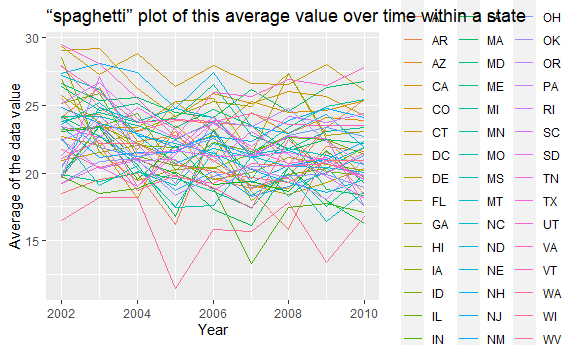 “spaghetti” plot of this average value over time within a state
30
25
20
15
Average of the data value
2002
2004
2006
2008
2010
Year
AR
AZ
CA
CO
CT
DC
DE
FL
GA
HI
IA
ID
IL
IN
MA
MD
ME
MI
MN
MO
MS
MT
NC
ND
NE
NH
NJ
NM
OH
OK
OR
PA
RI
SC
SD
TN
TX
UT
VA
VT
WA
WI
WV